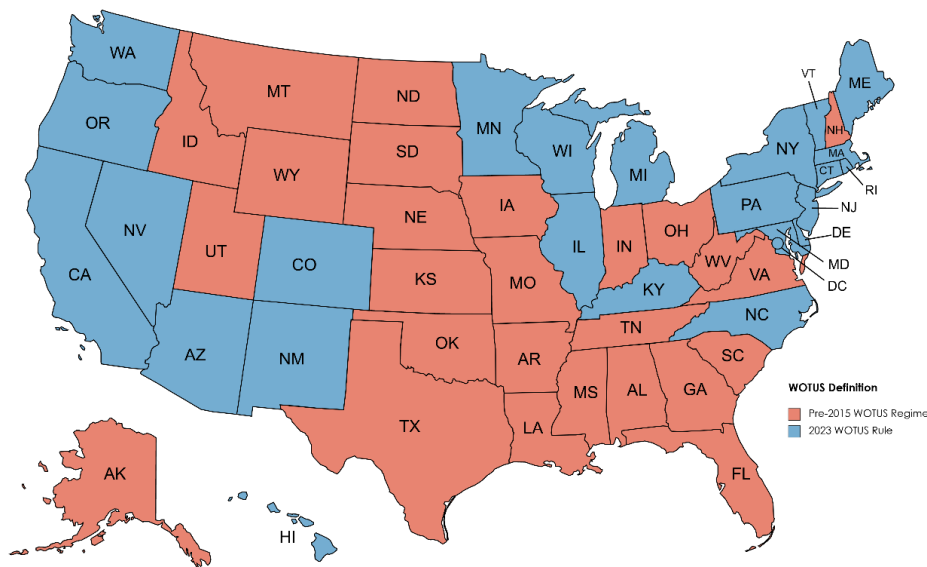 WA
OR
CA
NV
ID
MT
WY
UT
AZ
CO
NM
ND
SD
NE
KS
OK
TX
MN
IA
MO
AR
LA
WI
IL
MI
IN
OH
KY
TN
MS
AL
GA
FL
SC
NC
VA
WV
PA
NY
VT
NH
ME
MA
CT
RI
NJ
DE
MD
DC
AK
HI
WOTUS Definition
Pre-2015 WOTUS Regime
2023 WOTUS Rule